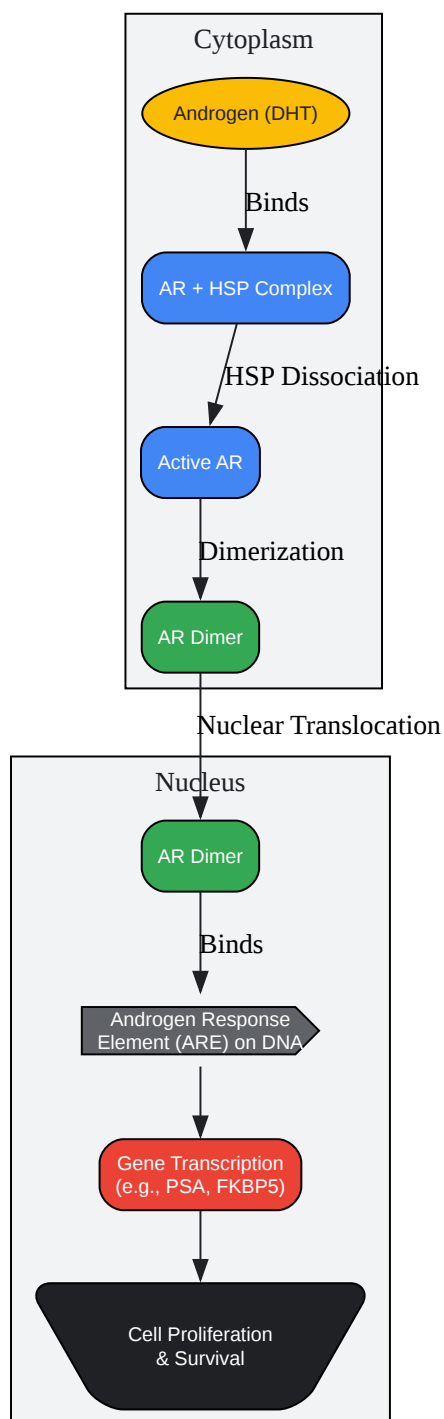 Cytoplasm
Androgen (DHT)
Binds
AR + HSP Complex
HSP Dissociation
Active AR
Dimerization
AR Dimer
Nuclear Translocation
Nucleus
AR Dimer
Binds
Androgen Response
Element (ARE) on DNA
Gene Transcription
(e.g., PSA, FKBP5)
Cell Proliferation
& Survival